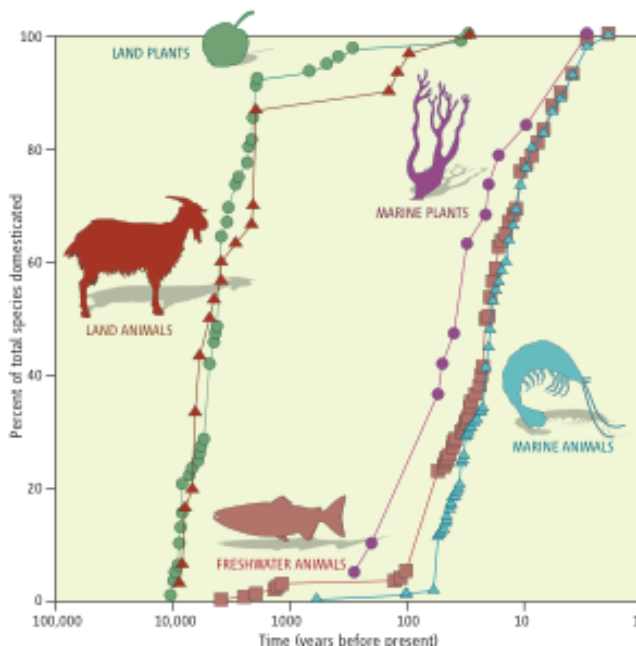 LAND PLANTS
100
80
MARINE PLANTS
60
LAND ANIMALS
40
MARINE ANIMALS
20
FRESHWATER ANIMALS
0
100,000
10,000
1000
100
10
Time (years before present)
Percent of total species domesticated